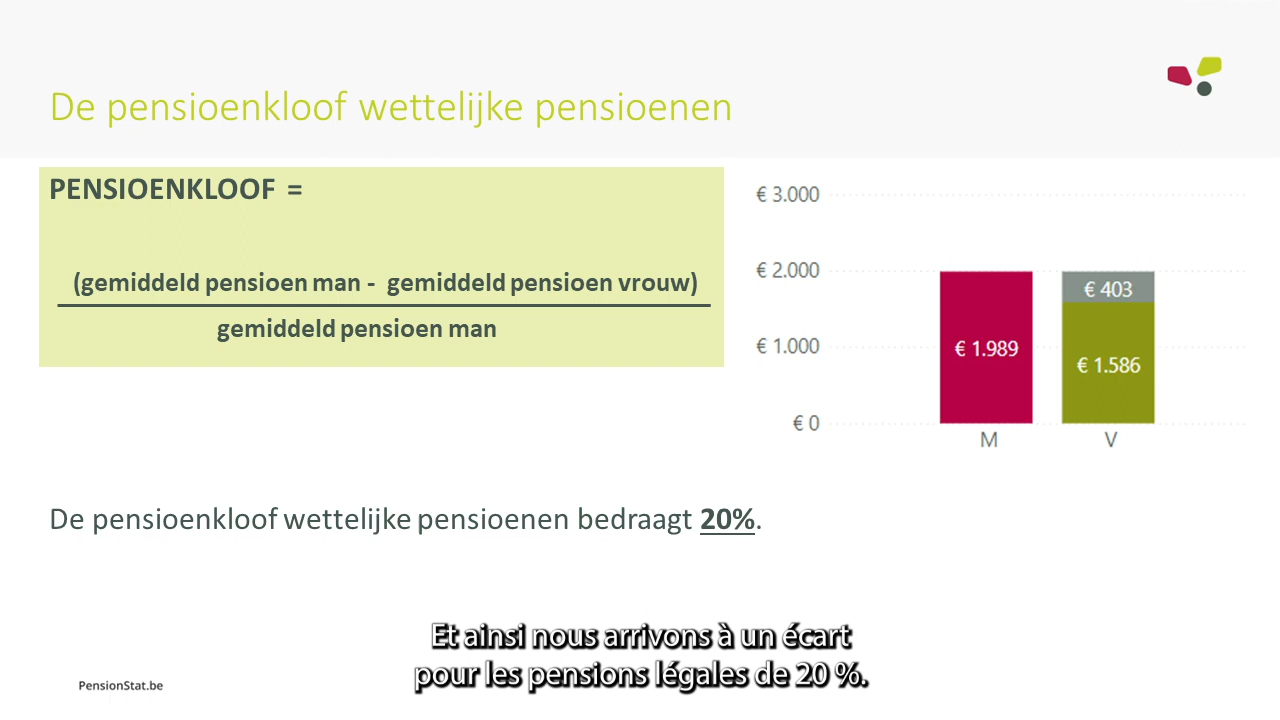 De pensioenkloof wettelijke pensioenen
PENSIOENKLOOF =
(gemiddeld pensioen man - gemiddeld pensioen vrouw)
gemiddeld pensioen man
€ 3.000
€ 2.000
€ 1.000
€ 0
€ 1.989
€ 403
€ 1.586
M
V
De pensioenkloof wettelijke pensioenen bedraagt 20%.
Et ainsi nous arrivons à un écart
pour les pensions légales de 20 %.
PensionStat.be